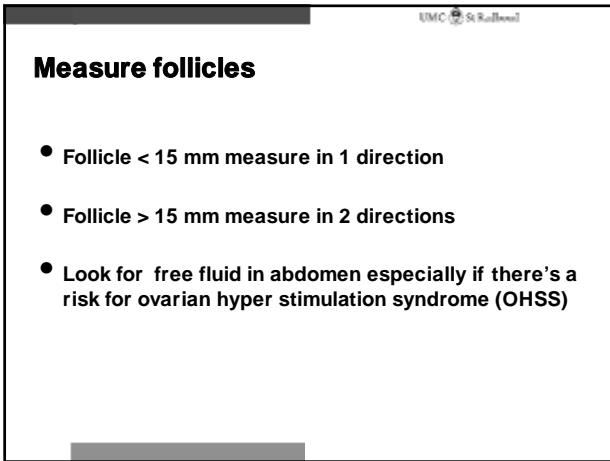 UMC St Radboud
Measure follicles
• Follicle < 15 mm measure in 1 direction
• Follicle > 15 mm measure in 2 directions
• Look for free fluid in abdomen especially if there's a
risk for ovarian hyper stimulation syndrome (OHSS)